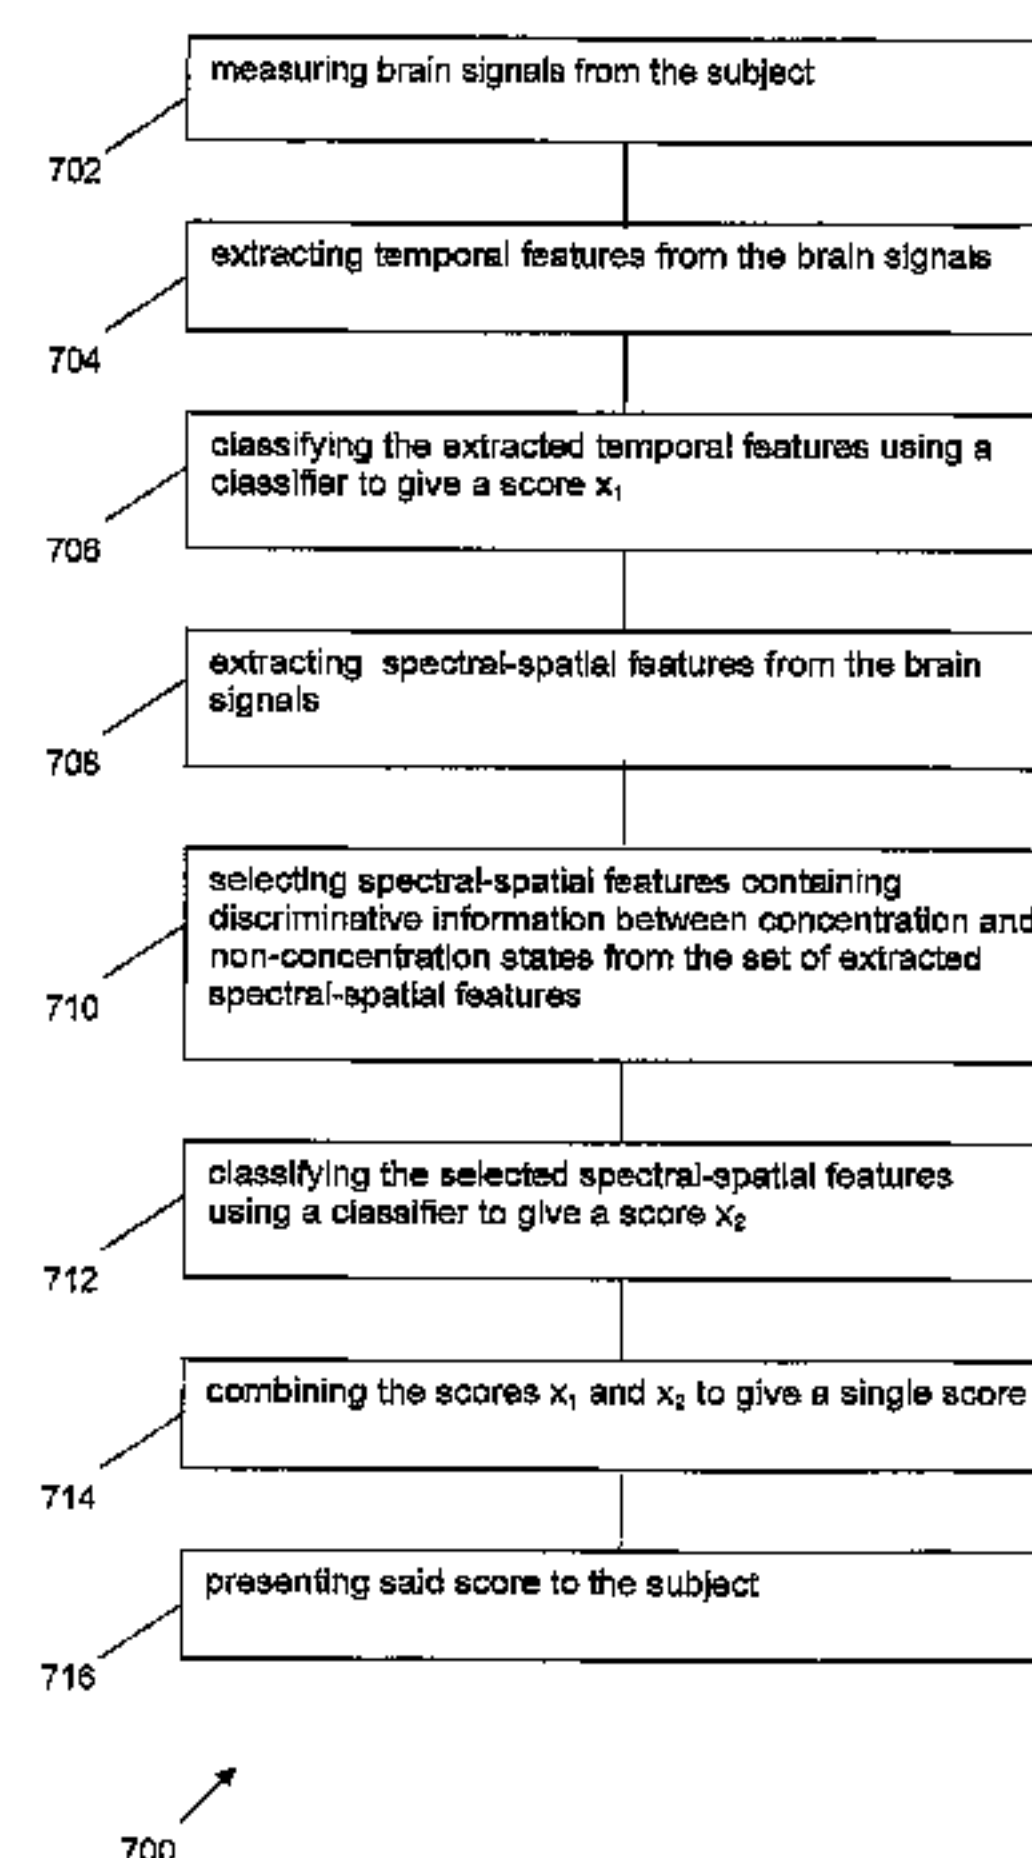 measuring brain signals from the subject
702
extracting temporal features from the brain signals
704
classifying the extracted temporal features using a
classifier to give a score x₁
706
extracting spectral-spatial features from the brain
signals
708
selecting spectral-spatial features containing
discriminative information between concentration and
non-concentration states from the set of extracted
spectral-spatial features
710
classifying the selected spectral-spatial features
using a classifier to give a score x₂
712
combining the scores x₁ and x₂ to give a single score
714
presenting said score to the subject
716
700